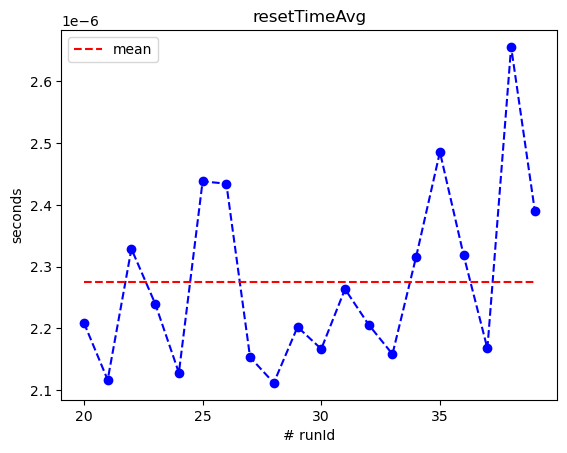 resetTimeAvg
1e−6
mean
2.6
2.5
2.4
2.3
2.2
2.1
seconds
20 25 30 35
# runId